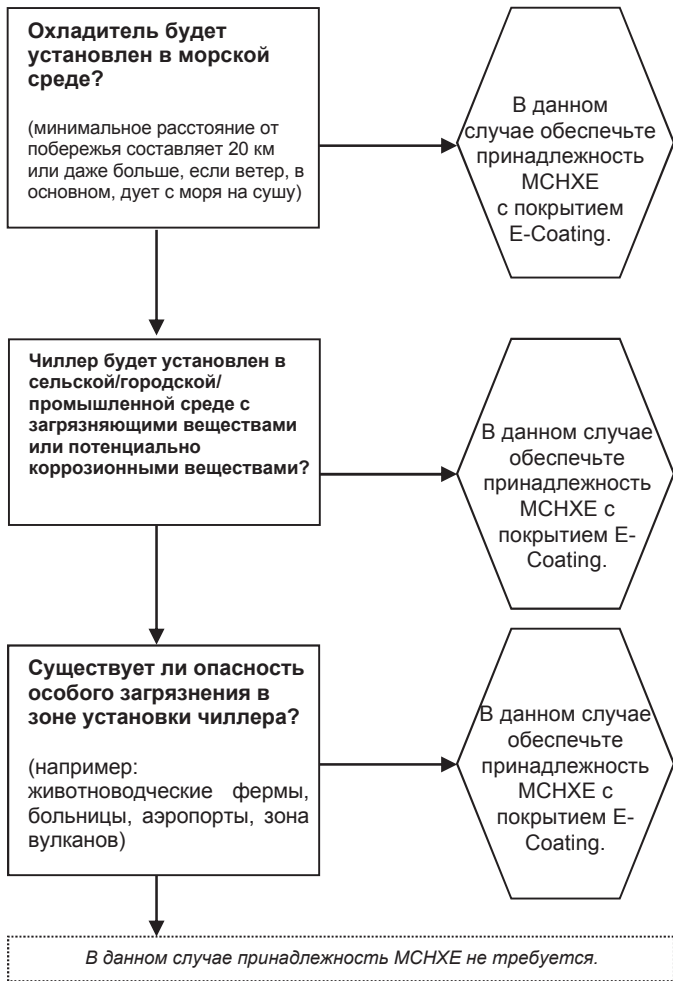 Охладитель будет
установлен в морской
среде?
(минимальное расстояние от
побережья составляет 20 км
или даже больше, если ветер, в
основном, дует с моря на сушу)
В данном
случае обеспечьте
принадлежность
MCHXE
с покрытием
E-Coating.
Чиллер будет установлен в
сельской/городской/
промышленной среде с
загрязняющими веществами
или потенциально
коррозионными веществами?
В данном случае
обеспечьте
принадлежность
MCHXE с
покрытием E-
Coating.
Существует ли опасность
особого загрязнения в
зоне установки чиллера?
(например:
животноводческие фермы,
больницы, аэропорты, зона
вулканов)
В данном случае
обеспечьте
принадлежность
MCHXE с
покрытием E-
Coating.
В данном случае принадлежность MCHXE не требуется.